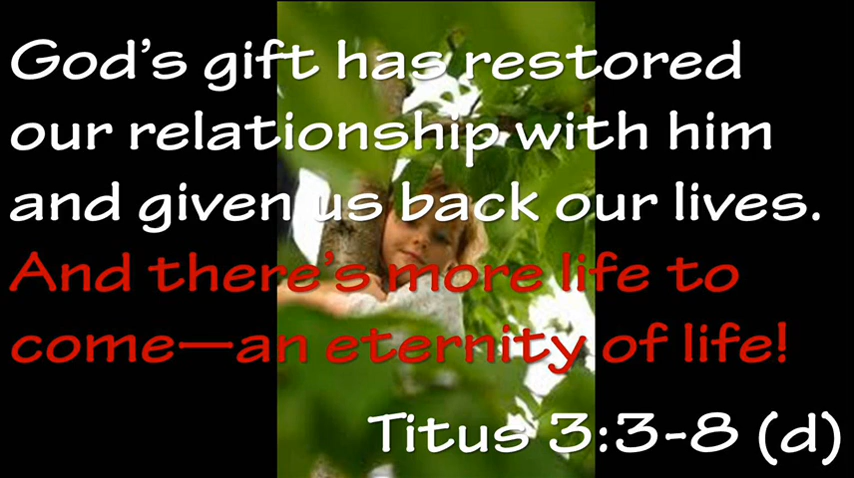 God’s gift has restored
our relationship with him
and given us back our lives.
And there’s more life to
come—an eternity of life!
Titus 3:3-8 (d)